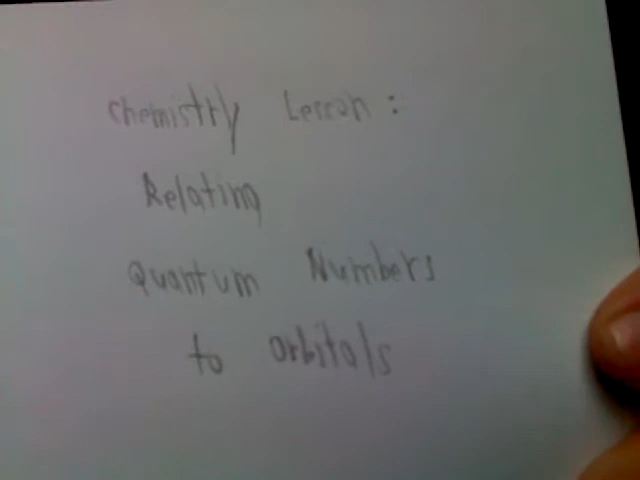 Chemistry Lesson:
Relating
Quantum Numbers
to Orbitals